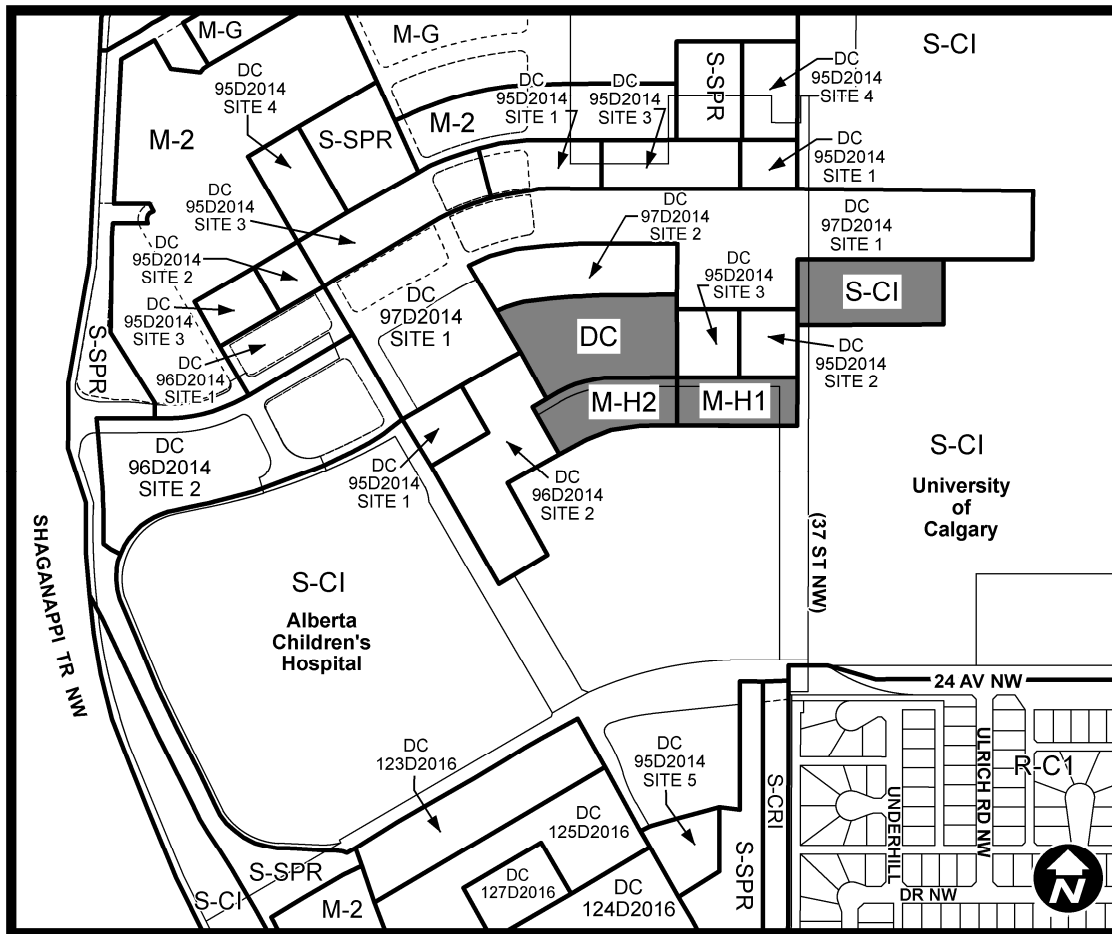 M-G
M-G
S-CI
DC
95D2014
SITE 4
DC
95D2014
SITE 1
DC
95D2014
SITE 3
S-SPR
DC
95D2014
SITE 4
M-2
S-SPR
M-2
DC
95D2014
SITE 1
DC
95D2014
SITE 3
DC
97D2014
SITE 2
DC
97D2014
SITE 1
DC
95D2014
SITE 2
DC
95D2014
SITE 3
S-CI
DC
95D2014
SITE 3
DC
97D2014
SITE 1
DC
S-SPR
DC
96D2014
SITE 1
DC
95D2014
SITE 2
M-H2
M-H1
DC
96D2014
SITE 2
DC
95D2014
SITE 1
DC
96D2014
SITE 2
S-CI
University
of
Calgary
SHAGANAPPI TR NW
(37 ST NW)
S-CI
Alberta
Children's
Hospital
24 AV NW
DC
123D2016
DC
95D2014
SITE 5
S-CRI
ULRICH RD NW
R-C1
UNDERHILL
DR NW
DC
125D2016
S-SPR
DC
127D2016
DC
124D2016
S-SPR
S-CI
M-2
N